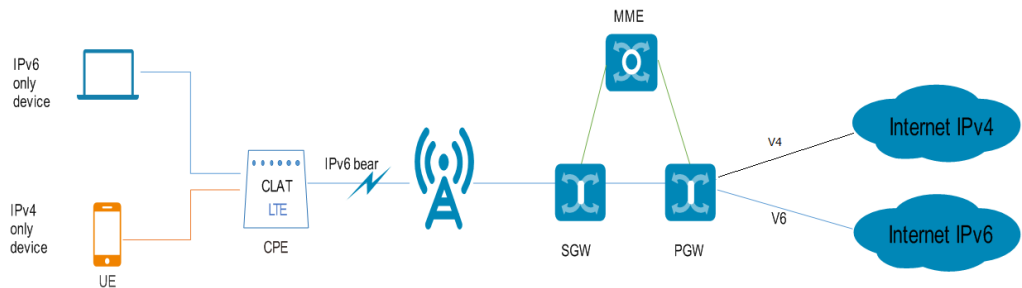 MME
IPv6
only
device
Internet IPv4
V4
IPv6 bear
CLAT
LTE
IPv4
only
device
V6
Internet IPv6
CPE
SGW
PGW
UE